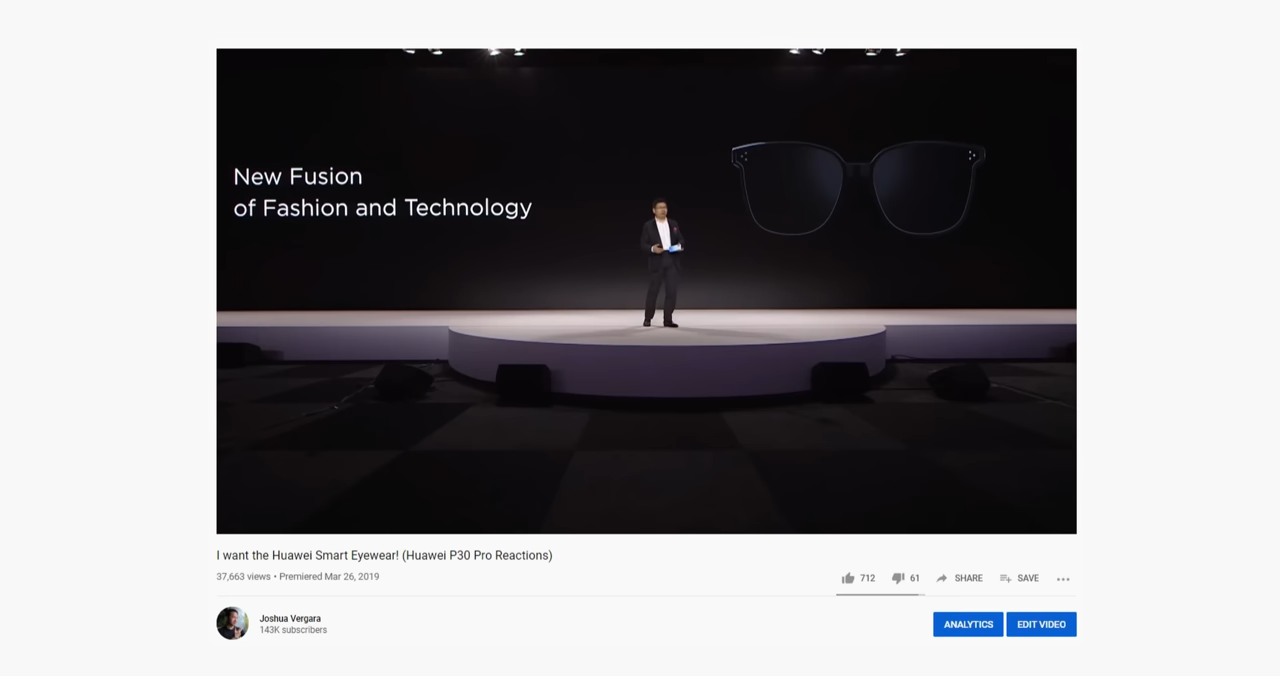 New Fusion
of Fashion and Technology
I want the Huawei Smart Eyewear! (Huawei P30 Pro Reactions)
37,663 views • Premiered Mar 26, 2019
712 61 SHARE SAVE
Joshua Vergara
143K subscribers
ANALYTICS EDIT VIDEO